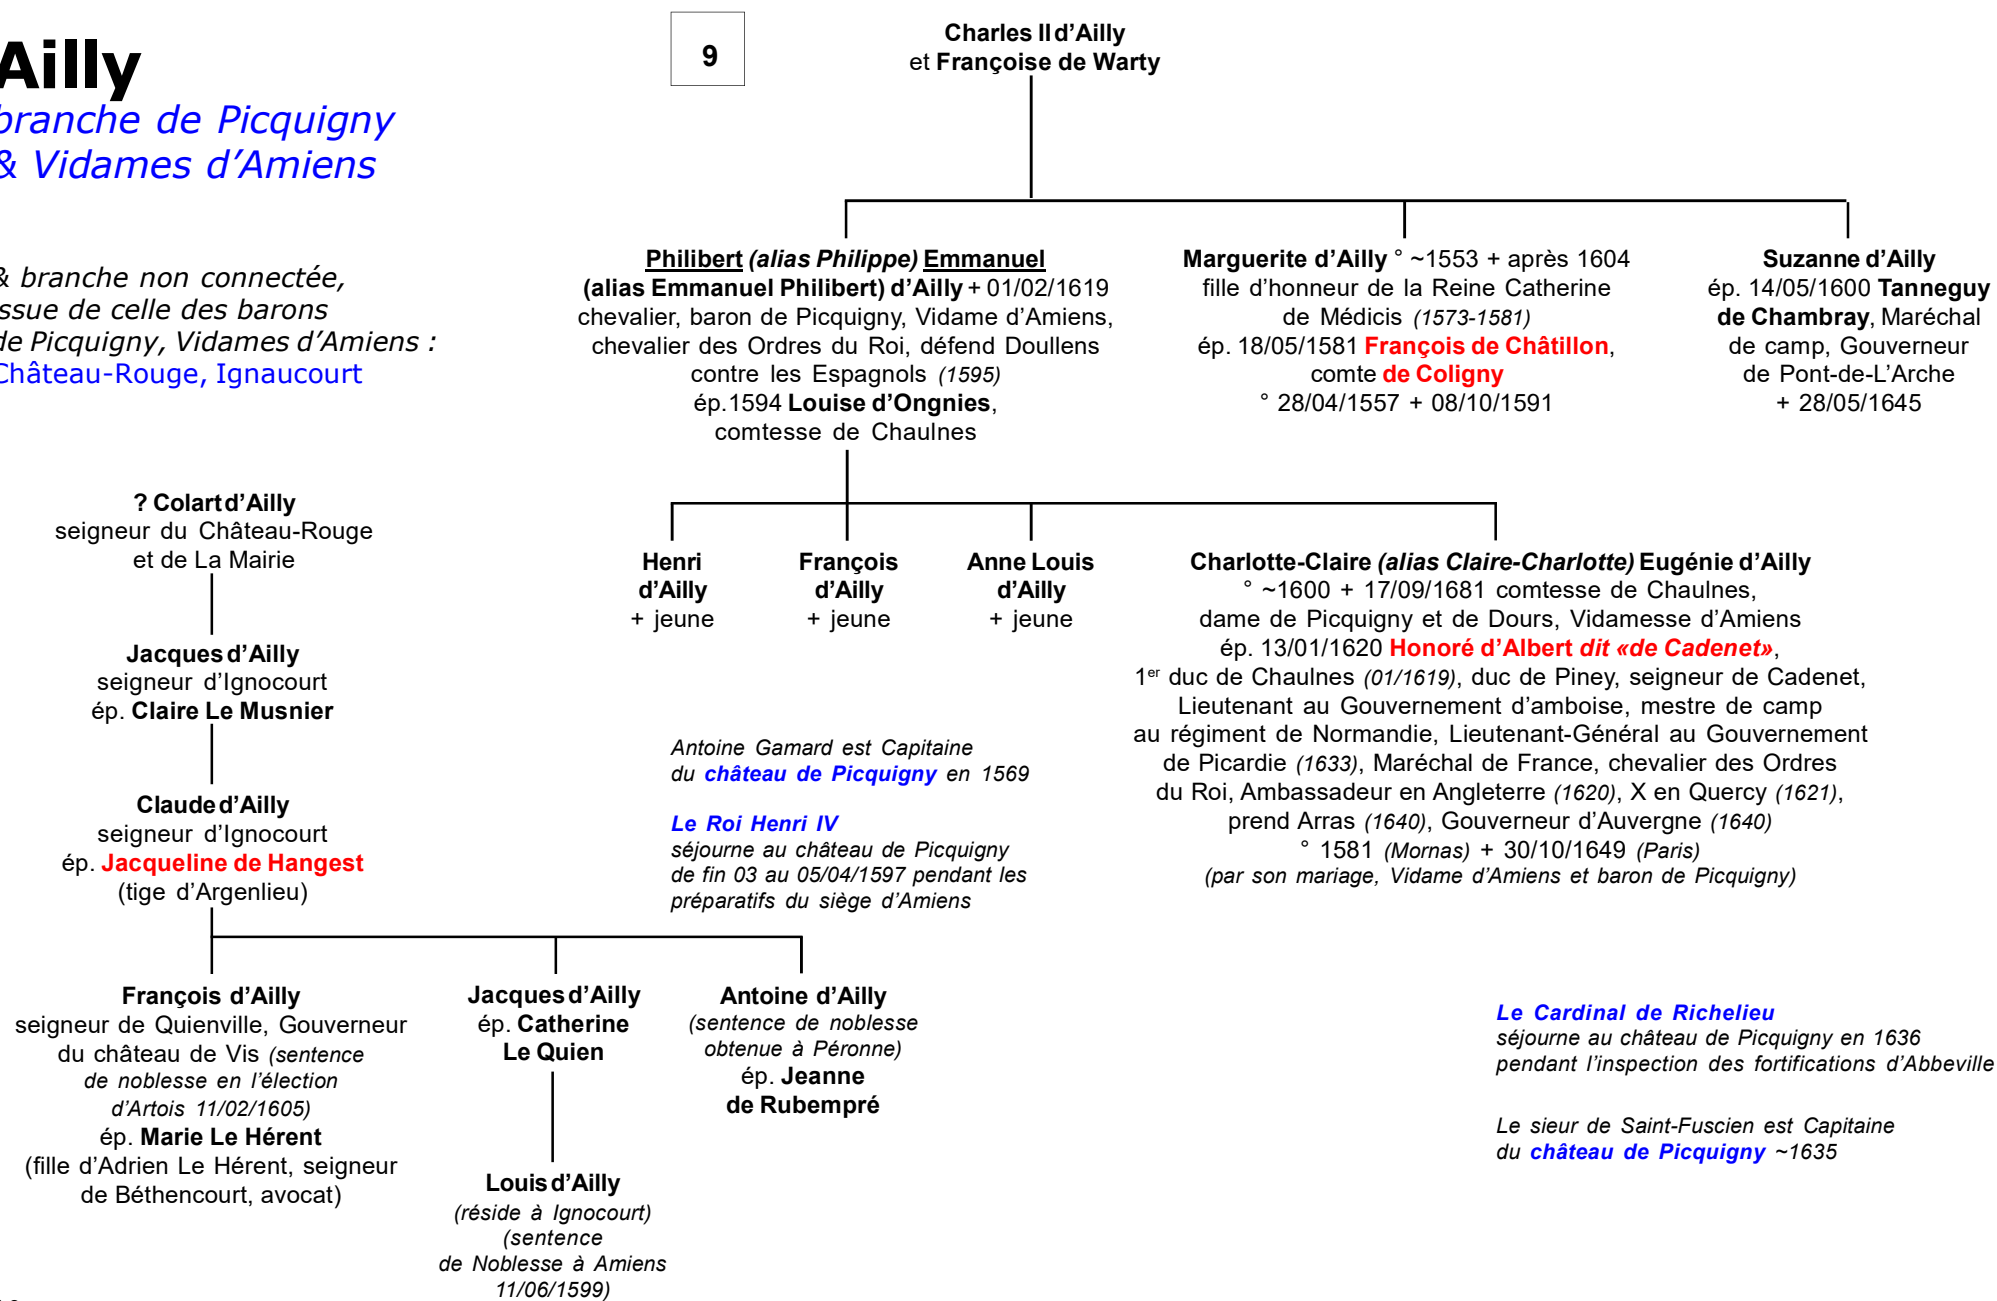 Ailly
branche de Picquigny
& Vidames d'Amiens
& branche non connectée,
ssue de celle des barons
de Picquigny, Vidames d'Amiens :
Château-Rouge, Ignaucourt
9
Charles II d'Ailly
et Françoise de Warty
Philibert (alias Philippe) Emmanuel
(alias Emmanuel Philibert) d'Ailly + 01/02/1619
chevalier, baron de Picquigny, Vidame d'Amiens,
chevalier des Ordres du Roi, défend Doullens
contre les Espagnols (1595)
ép.1594 Louise d'Ongnies,
comtesse de Chaulnes
Marguerite d'Ailly ° ~1553 + après 1604
fille d'honneur de la Reine Catherine
de Médicis (1573-1581)
ép. 18/05/1581 François de Châtillon,
comte de Coligny
° 28/04/1557 + 08/10/1591
Suzanne d'Ailly
ép. 14/05/1600 Tanneguy
de Chambray, Maréchal
de camp, Gouverneur
de Pont-de-L'Arche
+ 28/05/1645
Henri
d'Ailly
+ jeune
François
d'Ailly
+ jeune
Anne Louis
d'Ailly
+ jeune
Charlotte-Claire (alias Claire-Charlotte) Eugénie d'Ailly
° ~1600 + 17/09/1681 comtesse de Chaulnes,
dame de Picquigny et de Dours, Vidamesse d'Amiens
ép. 13/01/1620 Honoré d'Albert dit «de Cadenet»,
1er duc de Chaulnes (01/1619), duc de Piney, seigneur de Cadenet,
Lieutenant au Gouvernement d'amboise, mestre de camp
au régiment de Normandie, Lieutenant-Général au Gouvernement
de Picardie (1633), Maréchal de France, chevalier des Ordres
du Roi, Ambassadeur en Angleterre (1620), X en Quercy (1621),
prend Arras (1640), Gouverneur d'Auvergne (1640)
° 1581 (Mornas) + 30/10/1649 (Paris)
(par son mariage, Vidame d'Amiens et baron de Picquigny)
? Colart d'Ailly
seigneur du Château-Rouge
et de La Mairie
Jacques d'Ailly
seigneur d'Ignocourt
ép. Claire Le Musnier
Claude d'Ailly
seigneur d'Ignocourt
ép. Jacqueline de Hangest
(tige d'Argenlieu)
Antoine Gamard est Capitaine
du château de Picquigny en 1569
Le Roi Henri IV
séjourne au château de Picquigny
de fin 03 au 05/04/1597 pendant les
préparatifs du siège d'Amiens
François d'Ailly
seigneur de Quienville, Gouverneur
du château de Vis (sentence
de noblesse en l'élection
d'Artois 11/02/1605)
ép. Marie Le Hérent
(fille d'Adrien Le Hérent, seigneur
de Béthencourt, avocat)
Jacques d'Ailly
ép. Catherine
Le Quien
Louis d'Ailly
(réside à Ignocourt)
(sentence
de Noblesse à Amiens
11/06/1599)
Antoine d'Ailly
(sentence de noblesse
obtenue à Péronne)
ép. Jeanne
de Rubempré
Le Cardinal de Richelieu
séjourne au château de Picquigny en 1636
pendant l'inspection des fortifications d'Abbeville
Le sieur de Saint-Fuscien est Capitaine
du château de Picquigny ~1635